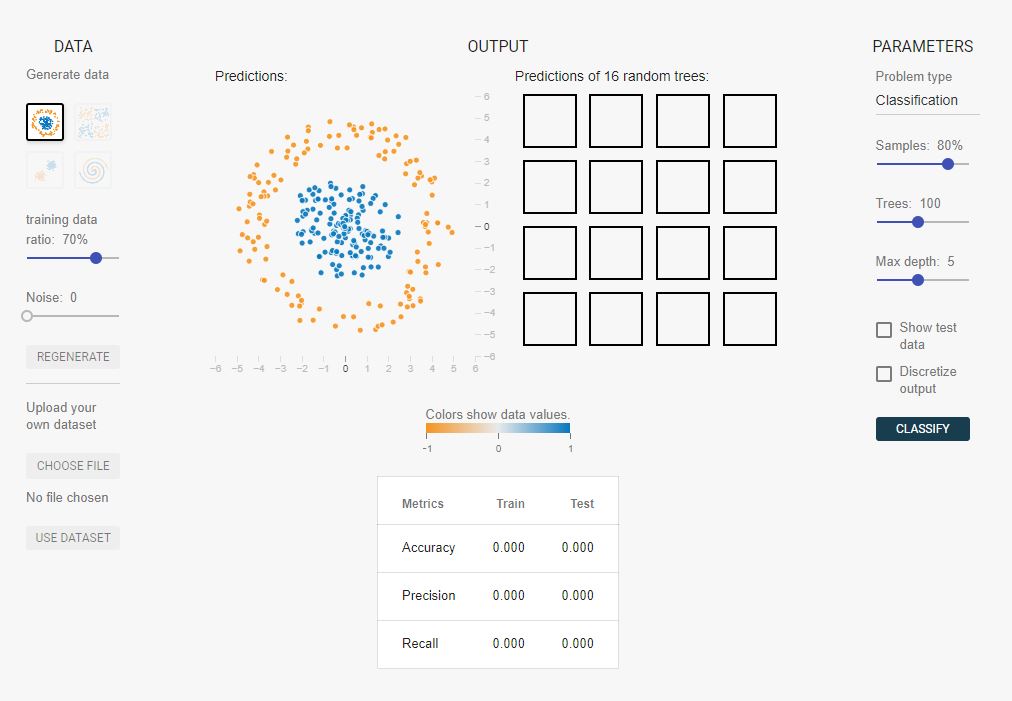 DATA
Generate data
training data
ratio: 70%
Noise: 0
REGENERATE
Upload your
own dataset
CHOOSE FILE
No file chosen
USE DATASET
OUTPUT
Predictions:
6
5
4
3
2
1
0
−1
−2
−3
−4
−5
−6
−6 −5 −4 −3 −2 −1 0 1 2 3 4 5 6
Predictions of 16 random trees:
Colors show data values.
-1 0 1
Metrics Train Test
Accuracy 0.000 0.000
Precision 0.000 0.000
Recall 0.000 0.000
PARAMETERS
Problem type
Classification
Samples: 80%
Trees: 100
Max depth: 5
Show test
data
Discretize
output
CLASSIFY